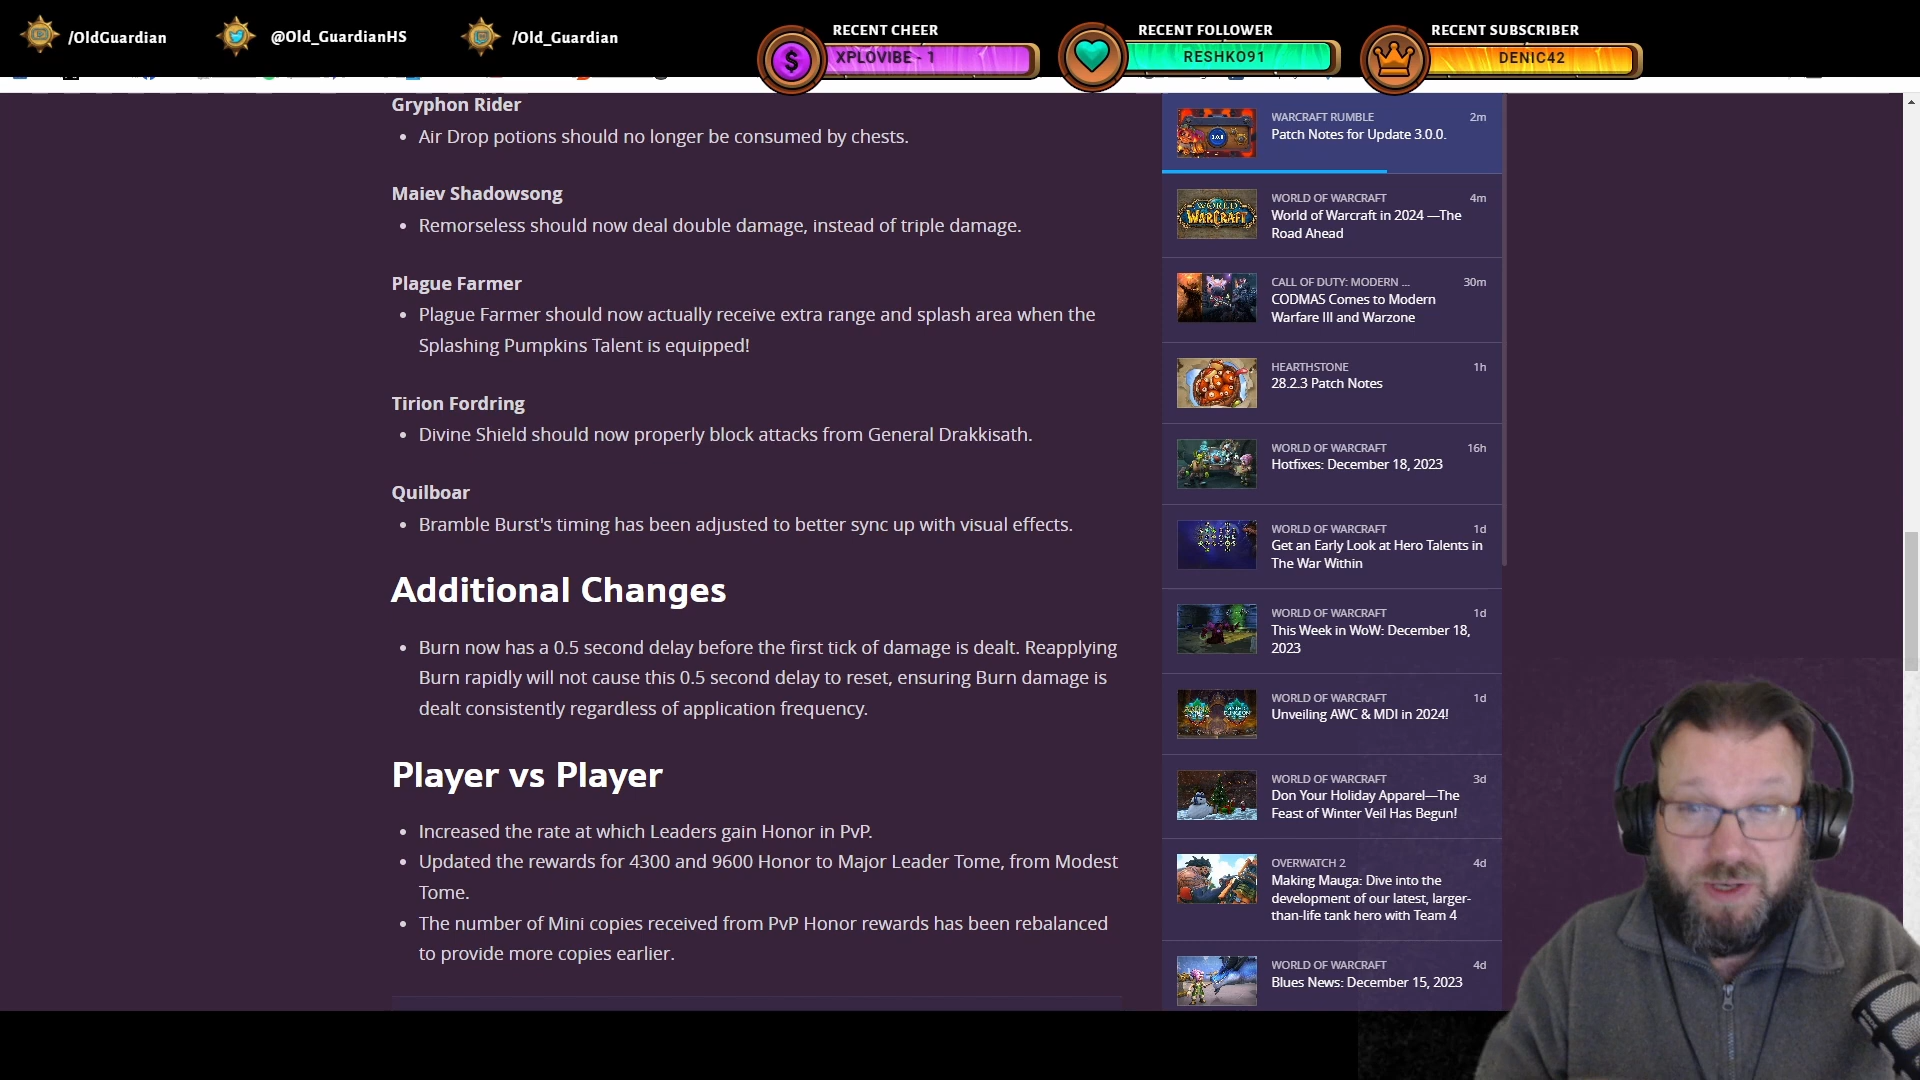 /OldGuardian
@Old_GuardianHS
/Old_Guardian
RECENT CHEER
XPLOVIBE - 1
RECENT FOLLOWER
RESHKO91
RECENT SUBSCRIBER
DENIC42
Gryphon Rider
• Air Drop potions should no longer be consumed by chests.
Maiev Shadowsong
• Remorseless should now deal double damage, instead of triple damage.
Plague Farmer
• Plague Farmer should now actually receive extra range and splash area when the
Splashing Pumpkins Talent is equipped!
Tirion Fordring
• Divine Shield should now properly block attacks from General Drakkisath.
Quilboar
• Bramble Burst's timing has been adjusted to better sync up with visual effects.
Additional Changes
• Burn now has a 0.5 second delay before the first tick of damage is dealt. Reapplying
Burn rapidly will not cause this 0.5 second delay to reset, ensuring Burn damage is
dealt consistently regardless of application frequency.
Player vs Player
• Increased the rate at which Leaders gain Honor in PvP.
• Updated the rewards for 4300 and 9600 Honor to Major Leader Tome, from Modest
Tome.
• The number of Mini copies received from PvP Honor rewards has been rebalanced
to provide more copies earlier.
WARCRAFT RUMBLE 2m
Patch Notes for Update 3.0.0.
WORLD OF WARCRAFT 4m
World of Warcraft in 2024 —The
Road Ahead
CALL OF DUTY: MODERN ... 30m
CODMAS Comes to Modern
Warfare III and Warzone
HEARTHSTONE 1h
28.2.3 Patch Notes
WORLD OF WARCRAFT 16h
Hotfixes: December 18, 2023
WORLD OF WARCRAFT 1d
Get an Early Look at Hero Talents in
The War Within
WORLD OF WARCRAFT 1d
This Week in WoW: December 18,
2023
WORLD OF WARCRAFT 1d
Unveiling AWC & MDI in 2024!
WORLD OF WARCRAFT 3d
Don Your Holiday Apparel—The
Feast of Winter Veil Has Begun!
OVERWATCH 2 4d
Making Mauga: Dive into the
development of our latest, larger-
than-life tank hero with Team 4
WORLD OF WARCRAFT 4d
Blues News: December 15, 2023